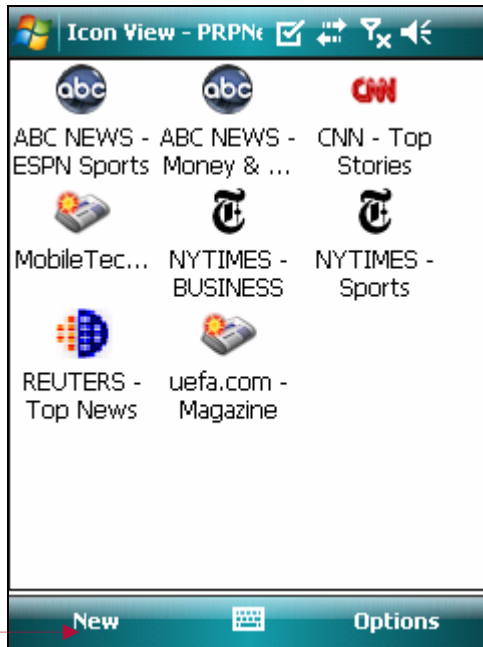 Icon View - PRPNe
abc
abc
CNN
ABC NEWS -
ESPN Sports
ABC NEWS -
Money & ...
CNN - Top
Stories
T
T
MobileTec...
NYTIMES -
BUSINESS
NYTIMES -
Sports
REUTERS -
Top News
uefa.com -
Magazine
New
Options